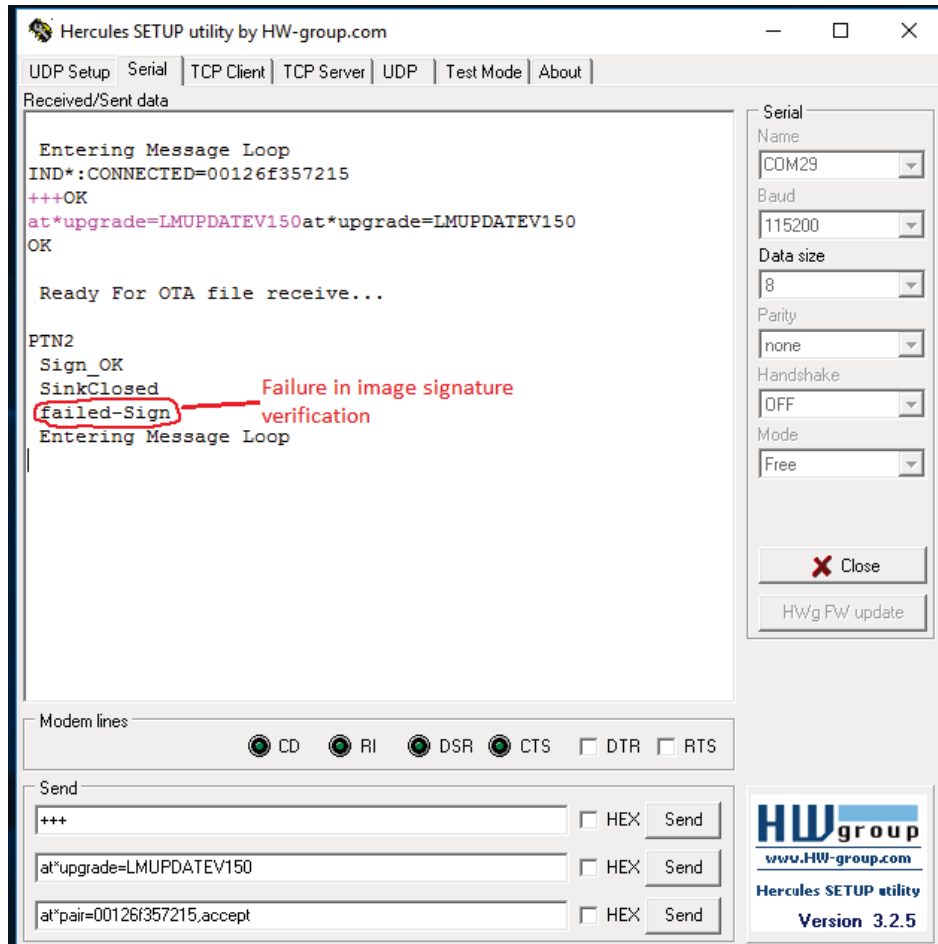 Hercules SETUP utility by HW-group.com
UDP Setup Serial TCP Client TCP Server UDP Test Mode About
Received/Sent data
Entering Message Loop
IND*:CONNECTED=00126f357215
+++OK
at*upgrade=LMUPDATEV150at*upgrade=LMUPDATEV150
OK
Ready For OTA file receive...
PTN2
Sign_OK
SinkClosed
failed-Sign
Entering Message Loop
Failure in image signature
verification
Serial
Name
COM29
Baud
115200
Data size
8
Parity
none
Handshake
OFF
Mode
Free
Close
HWg FW update
Modem lines
CD RI DSR CTS DTR RTS
Send
+++ HEX Send
at*upgrade=LMUPDATEV150 HEX Send
at*pair=00126f357215,accept HEX Send
HWgroup
www.HW-group.com
Hercules SETUP utility
Version 3.2.5